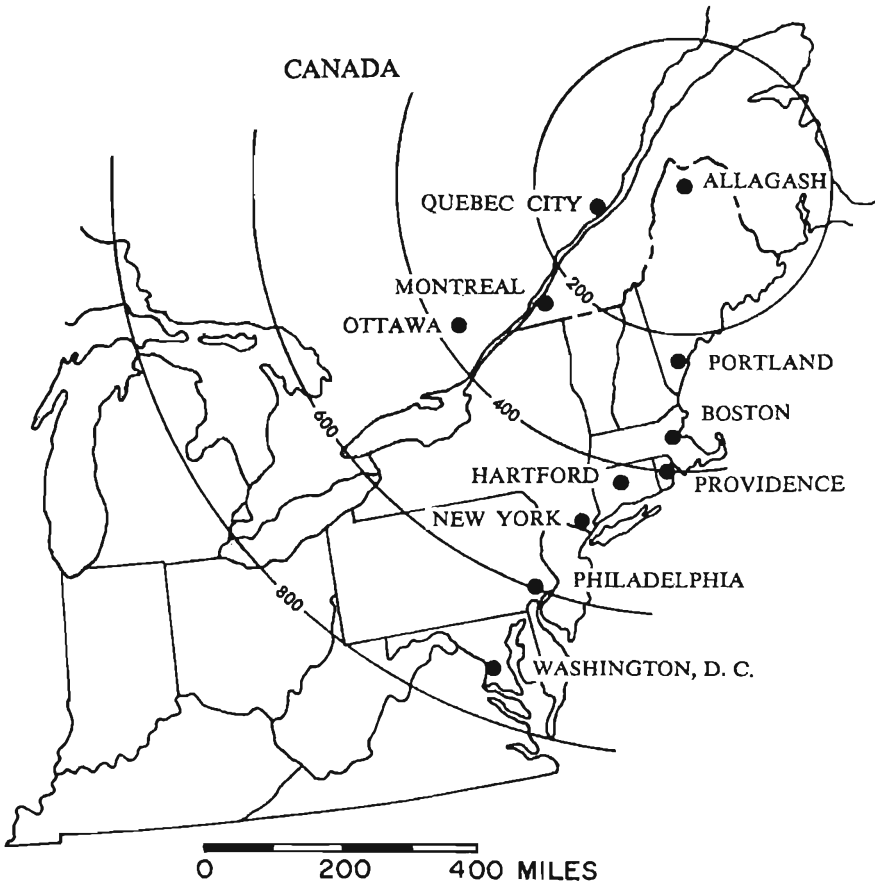 CANADA
ALLAGASH
QUEBEC CITY
MONTREAL
200
OTTAWA
PORTLAND
400
BOSTON
600
HARTFORD
PROVIDENCE
NEW YORK
PHILADELPHIA
800
WASHINGTON, D. C.
0 200 400 MILES